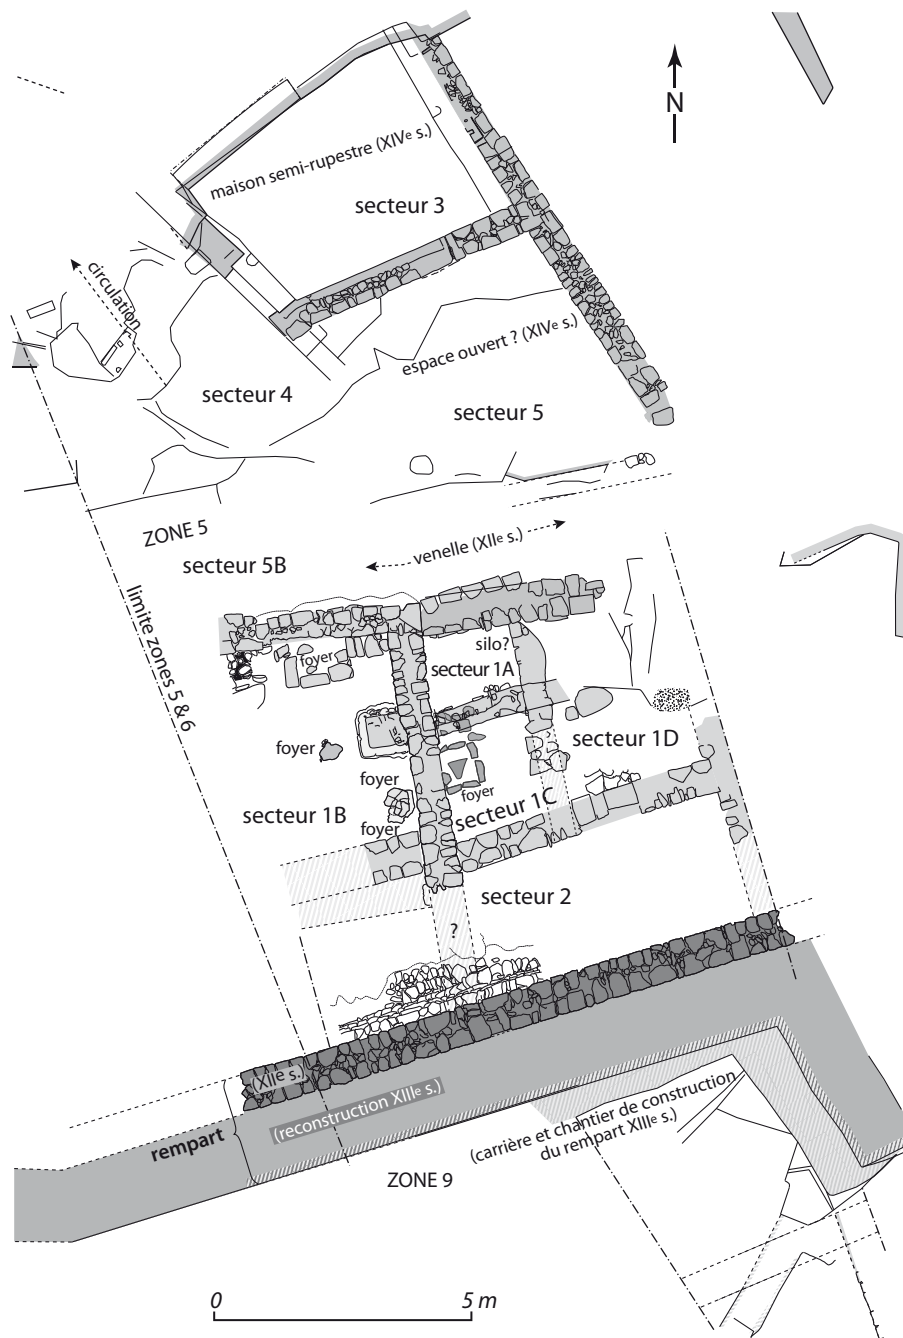 N
maison semi-rupestre (XIVe s.)
secteur 3
circulation
espace ouvert ? (XIVe s.)
secteur 4
secteur 5
ZONE 5
venelle (XIIe s.)
secteur 5B
limite zones 5 & 6
silo?
foyer
secteur 1A
foyer
secteur 1D
foyer
foyer
secteur 1C
secteur 1B
foyer
secteur 2
?
(XIIe s.)
(reconstruction XIIIe s.)
rempart
(carrière et chantier de construction
du rempart XIIIe s.)
ZONE 9
0
5 m